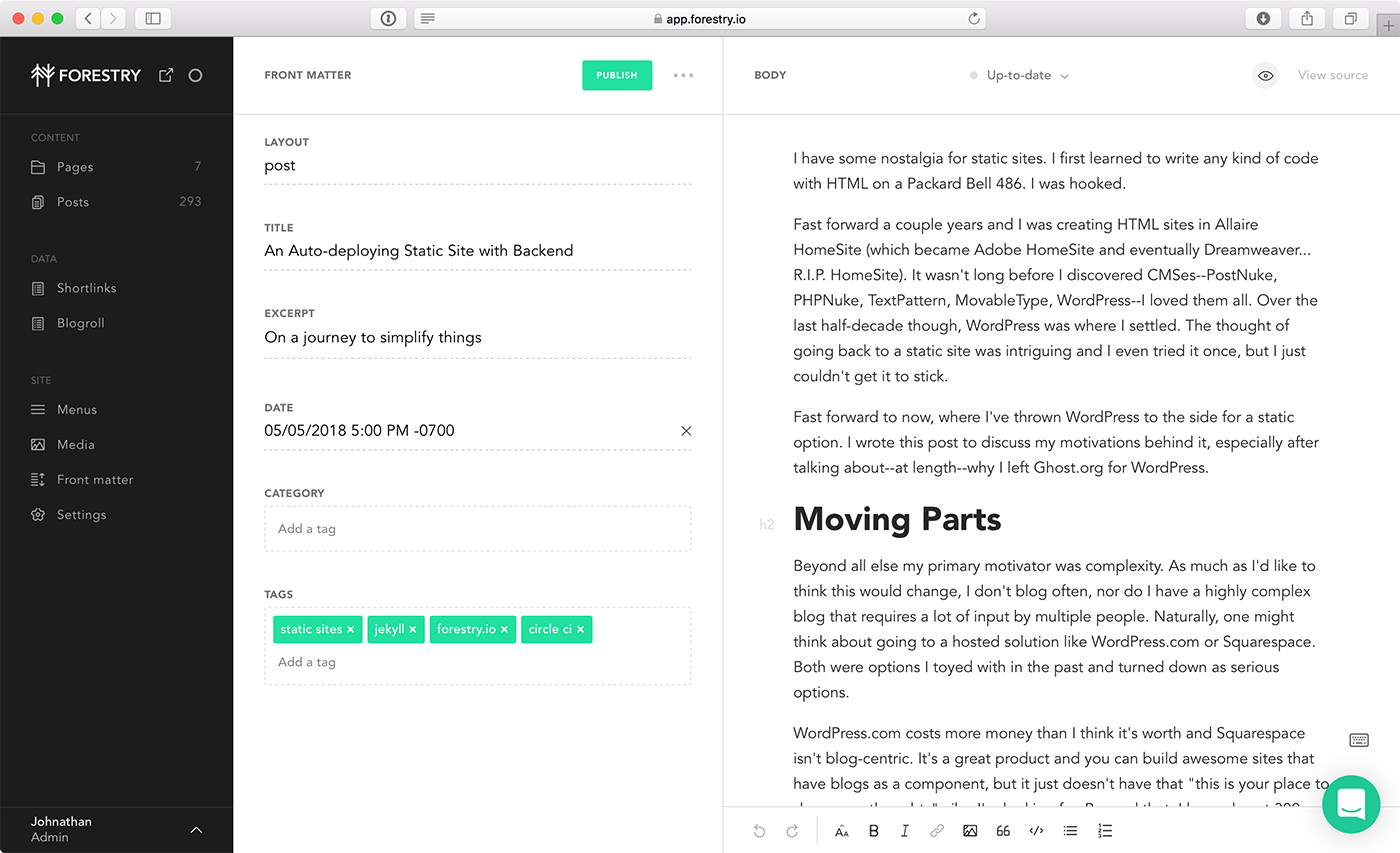 app.forestry.io
FORESTRY
CONTENT
Pages 7
Posts 293
DATA
Shortlinks
Blogroll
SITE
Menus
Media
Front matter
Settings
Johnathan
Admin
FRONT MATTER
PUBLISH
LAYOUT
post
TITLE
An Auto-deploying Static Site with Backend
EXCERPT
On a journey to simplify things
DATE
05/05/2018 5:00 PM -0700
CATEGORY
Add a tag
TAGS
static sites × jekyll × forestry.io × circle ci ×
Add a tag
BODY
Up-to-date
View source
I have some nostalgia for static sites. I first learned to write any kind of code
with HTML on a Packard Bell 486. I was hooked.
Fast forward a couple years and I was creating HTML sites in Allaire
HomeSite (which became Adobe HomeSite and eventually Dreamweaver...
R.I.P. HomeSite). It wasn't long before I discovered CMSes--PostNuke,
PHPNuke, TextPattern, MovableType, WordPress--I loved them all. Over the
last half-decade though, WordPress was where I settled. The thought of
going back to a static site was intriguing and I even tried it once, but I just
couldn't get it to stick.
Fast forward to now, where I've thrown WordPress to the side for a static
option. I wrote this post to discuss my motivations behind it, especially after
talking about--at length--why I left Ghost.org for WordPress.
h2
Moving Parts
Beyond all else my primary motivator was complexity. As much as I'd like to
think this would change, I don't blog often, nor do I have a highly complex
blog that requires a lot of input by multiple people. Naturally, one might
think about going to a hosted solution like WordPress.com or Squarespace.
Both were options I toyed with in the past and turned down as serious
options.
WordPress.com costs more money than I think it's worth and Squarespace
isn't blog-centric. It's a great product and you can build awesome sites that
have blogs as a component, but it just doesn't have that "this is your place to